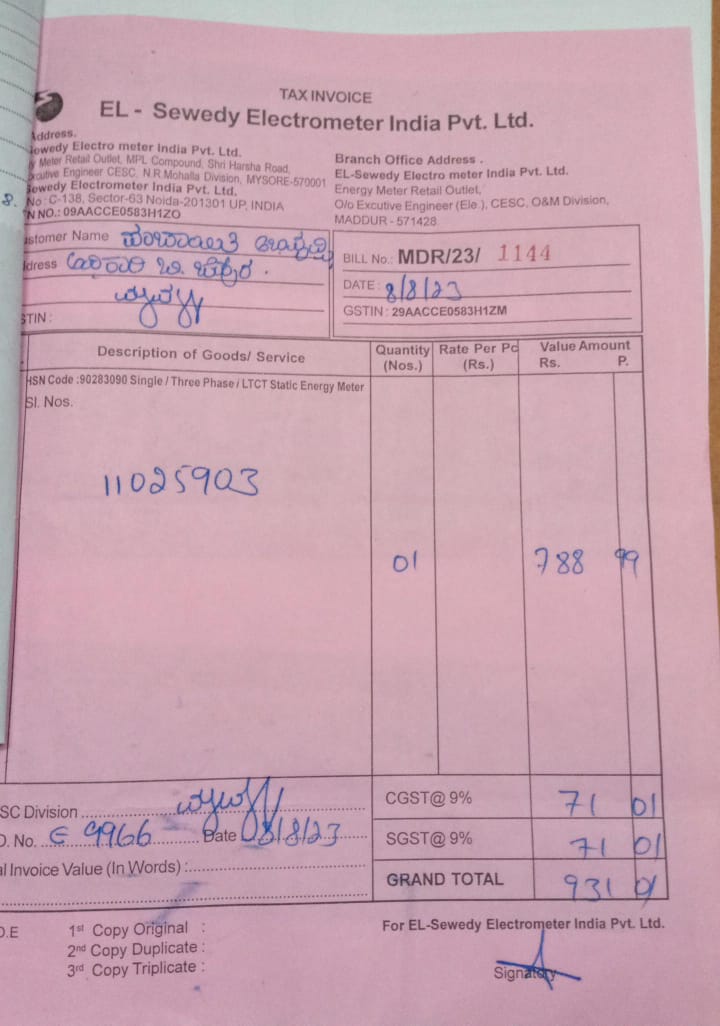 TAX INVOICE
EL - Sewedy Electrometer India Pvt. Ltd.
Address.
Sewedy Electro meter India Pvt. Ltd.
Meter Retail Outlet, MPL Compound, Shri Harsha Road,
Executive Engineer CESC, N.R.Mohalla Division, MYSORE-570001
Sewedy Electrometer India Pvt. Ltd.
No : C-138, Sector-63 Noida-201301 UP, INDIA
N NO.: 09AACCE0583H1ZO
8.
Branch Office Address .
EL-Sewedy Electro meter India Pvt. Ltd.
Energy Meter Retail Outlet,
O/o Excutive Engineer (Ele.), CESC, O&M Division,
MADDUR - 571428.
ustomer Name
dress
STIN :
BILL No.: MDR/23/ 1144
DATE : 8/8/23
GSTIN : 29AACCE0583H1ZM
Description of Goods/ Service
Quantity (Nos.)
Rate Per Pc (Rs.)
Value Amount
Rs. P.
HSN Code :90283090 Single / Three Phase / LTCT Static Energy Meter
Sl. Nos.
11025903
01 788 99
SC Division
O. No. E 9966 Date 08/8/23
al Invoice Value (In Words) :
CGST@ 9% 71 01
SGST@ 9% 71 01
GRAND TOTAL 931 01
O.E
1st Copy Original :
2nd Copy Duplicate :
3rd Copy Triplicate :
For EL-Sewedy Electrometer India Pvt. Ltd.
Signatory